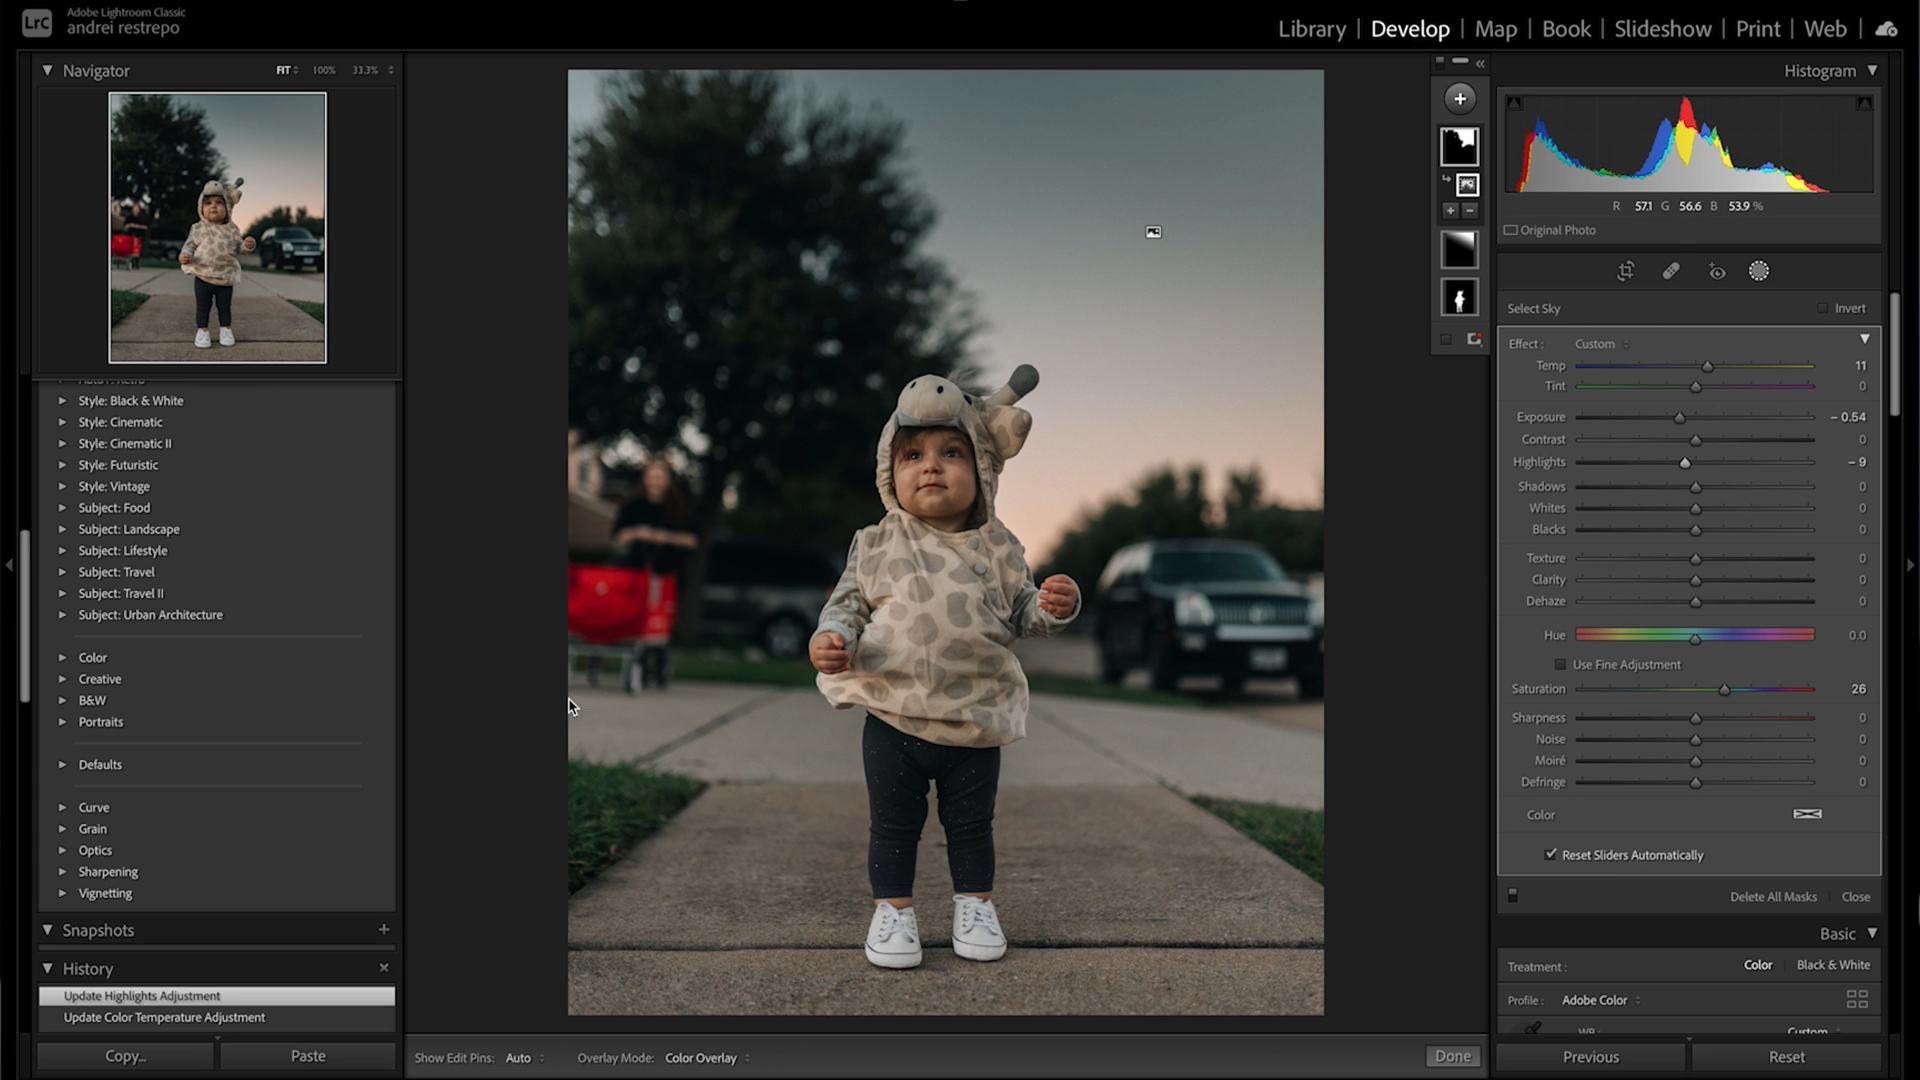 LrC
Adobe Lightroom Classic
andrei restrepo
Library | Develop | Map | Book | Slideshow | Print | Web
Navigator FIT 100% 33.3%
Style: Black & White
Style: Cinematic
Style: Cinematic II
Style: Futuristic
Style: Vintage
Subject: Food
Subject: Landscape
Subject: Lifestyle
Subject: Travel
Subject: Travel II
Subject: Urban Architecture
Color
Creative
B&W
Portraits
Defaults
Curve
Grain
Optics
Sharpening
Vignetting
Snapshots
History
Update Highlights Adjustment
Update Color Temperature Adjustment
Copy... Paste
Show Edit Pins: Auto Overlay Mode: Color Overlay Done
Histogram
R 57.1 G 56.6 B 53.9 %
Original Photo
Select Sky Invert
Effect : Custom
Temp 11
Tint 0
Exposure – 0.54
Contrast 0
Highlights – 9
Shadows 0
Whites 0
Blacks 0
Texture 0
Clarity 0
Dehaze 0
Hue 0.0
Use Fine Adjustment
Saturation 26
Sharpness 0
Noise 0
Moiré 0
Defringe 0
Color
Reset Sliders Automatically
Delete All Masks Close
Basic
Treatment : Color Black & White
Profile : Adobe Color
WB : Custom
Previous Reset